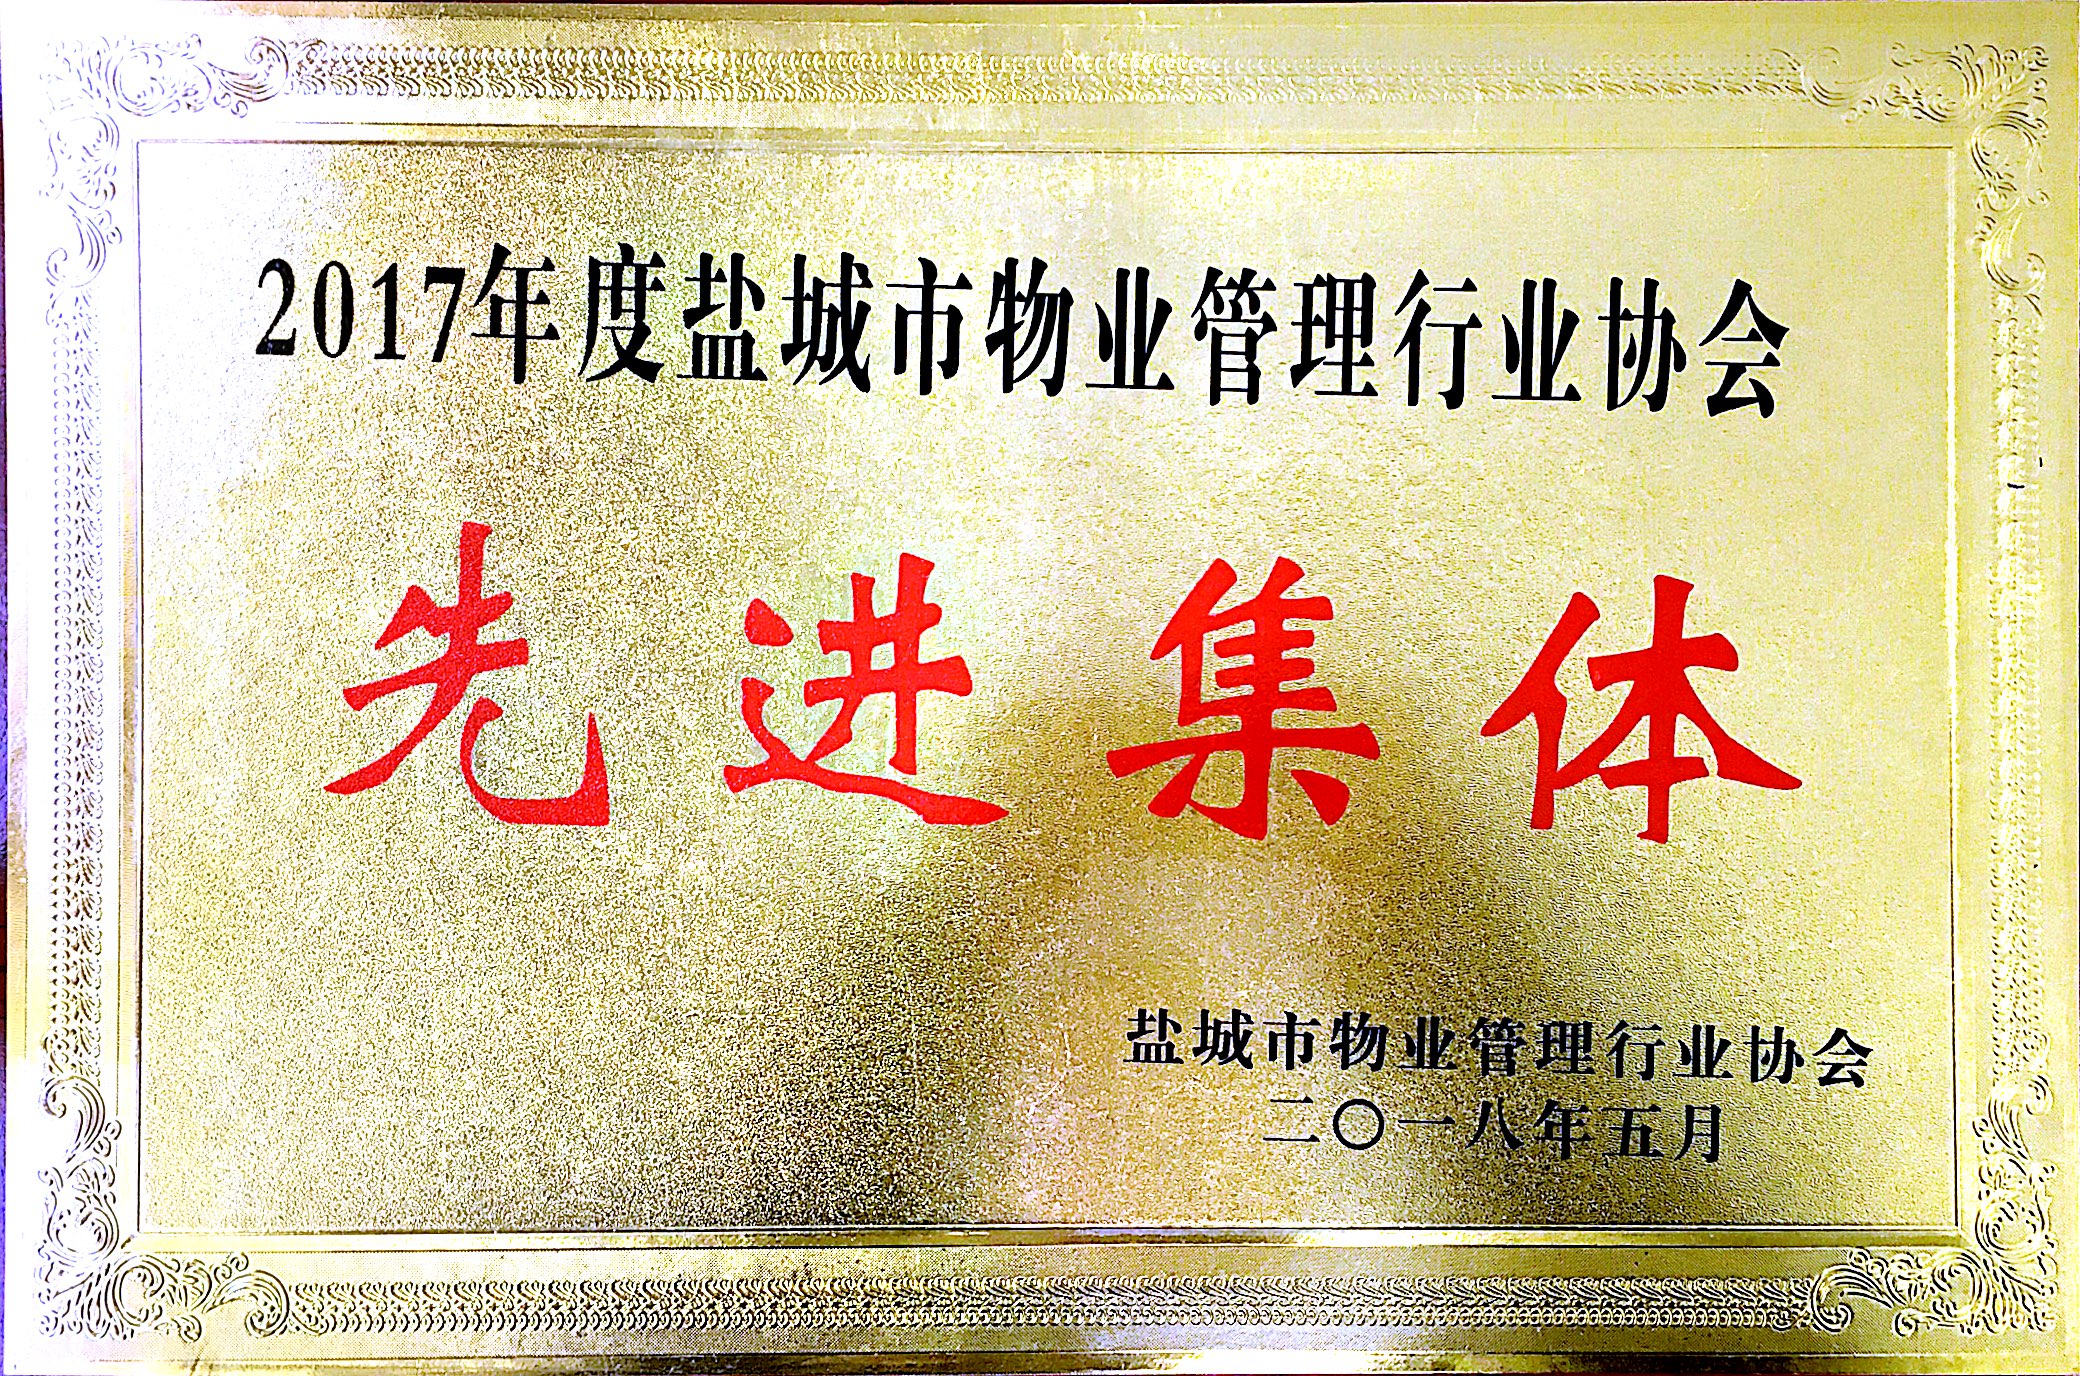 2017年度盐城市物业管理行业协会
先进集体
盐城市物业管理行业协会
二〇一八年五月